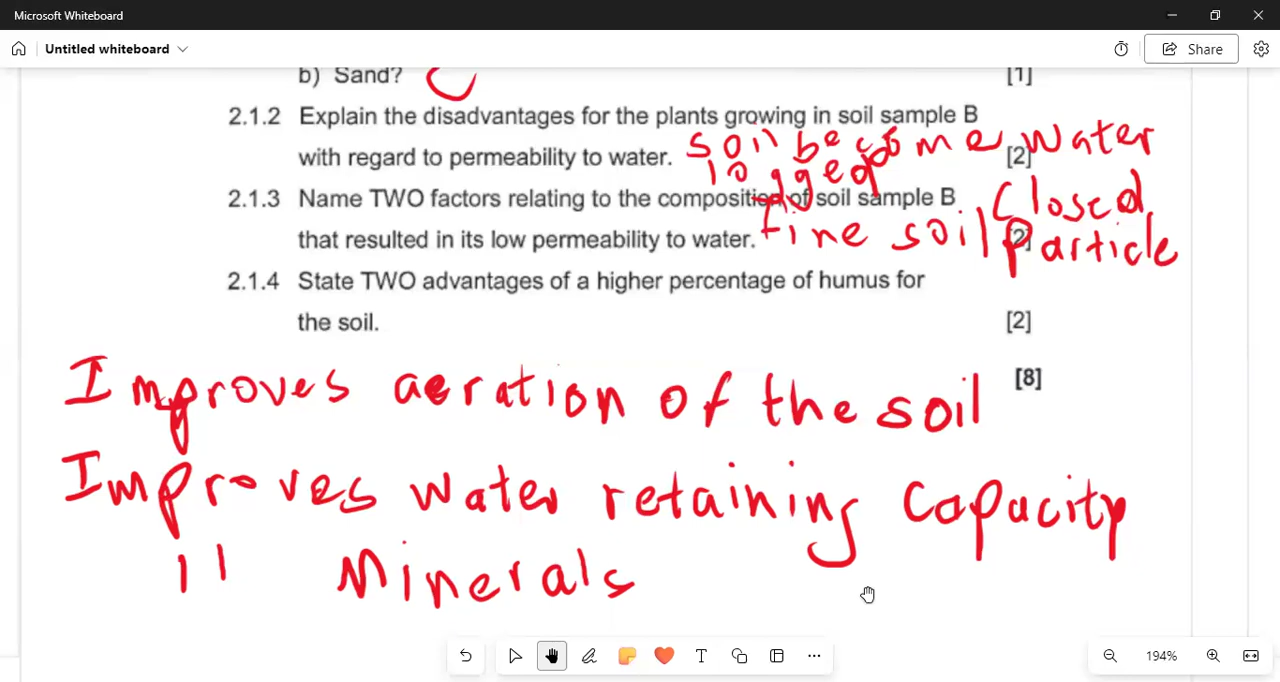 Microsoft Whiteboard
Untitled whiteboard
Share
b) Sand? C [1]
2.1.2 Explain the disadvantages for the plants growing in soil sample B
with regard to permeability to water. [2]
soil become water
logged
2.1.3 Name TWO factors relating to the composition of soil sample B
that resulted in its low permeability to water. [2]
fine soil
Closed
Particle
2.1.4 State TWO advantages of a higher percentage of humus for
the soil. [2]
[8]
Improves aeration of the soil
Improves water retaining capacity
11 Minerals
T
194%